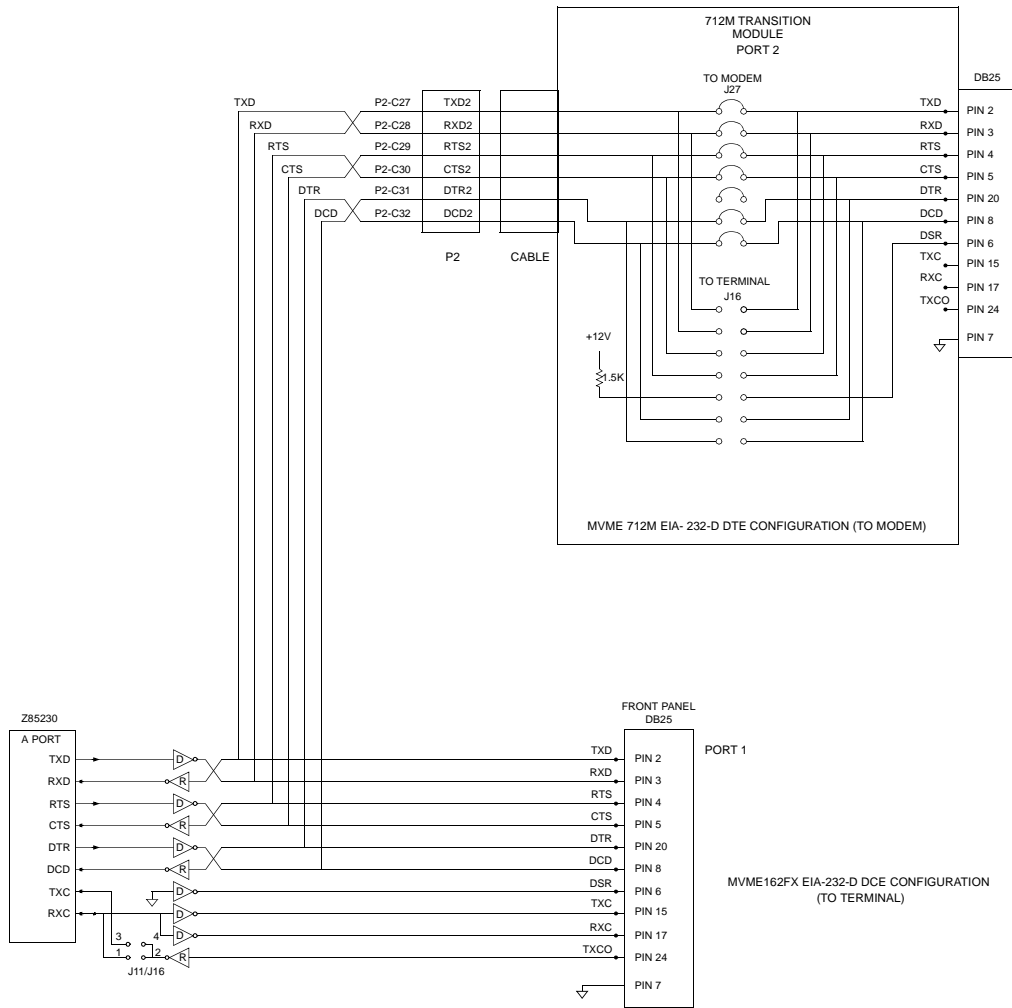 712M TRANSITION
MODULE
PORT 2
TO MODEM
J27
DB25
TXD P2-C27 TXD2 TXD PIN 2
RXD P2-C28 RXD2 RXD PIN 3
RTS P2-C29 RTS2 RTS PIN 4
CTS P2-C30 CTS2 CTS PIN 5
DTR P2-C31 DTR2 DTR PIN 20
DCD P2-C32 DCD2 DCD PIN 8
DSR PIN 6
P2 CABLE
TXC PIN 15
TO TERMINAL
J16
RXC PIN 17
TXCO PIN 24
+12V
PIN 7
1.5K
MVME 712M EIA- 232-D DTE CONFIGURATION (TO MODEM)
FRONT PANEL
DB25
Z85230
A PORT
PORT 1
TXD D TXD PIN 2
RXD R RXD PIN 3
RTS D RTS PIN 4
CTS R CTS PIN 5
DTR D DTR PIN 20
DCD R DCD PIN 8
TXC D DSR PIN 6
RXC D TXC PIN 15
D RXC PIN 17
3 4
1 2 R TXCO PIN 24
J11/J16
PIN 7
MVME162FX EIA-232-D DCE CONFIGURATION
(TO TERMINAL)